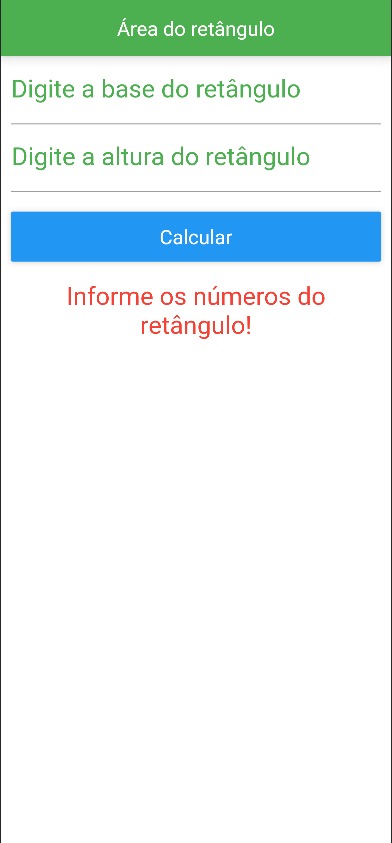 Área do retângulo
Digite a base do retângulo
Digite a altura do retângulo
Calcular
Informe os números do
retângulo!